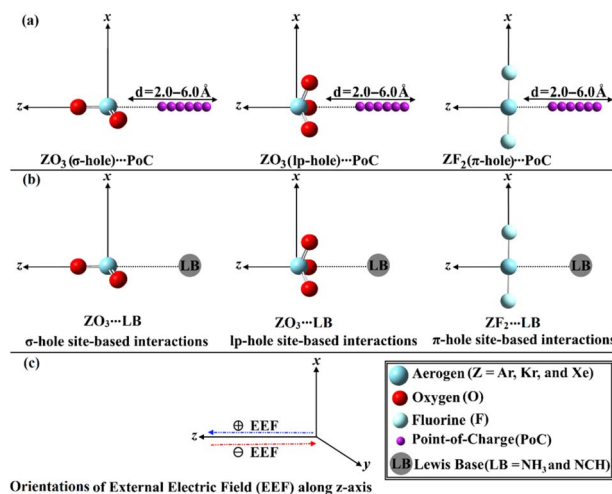 (a)
x
x
x
d=2.0–6.0Å
d=2.0–6.0Å
d=2.0–6.0Å
z
z
z
ZO3(σ-hole)···PoC
ZO3(lp-hole)···PoC
ZF2(π-hole)···PoC
(b)
x
x
x
z
LB
z
LB
z
LB
ZO3···LB
ZO3···LB
ZF2···LB
σ-hole site-based interactions
lp-hole site-based interactions
π-hole site-based interactions
(c)
x
⊕ EEF
z
⊖ EEF
y
Orientations of External Electric Field (EEF) along z-axis
Aerogen (Z = Ar, Kr, and Xe)
Oxygen (O)
Fluorine (F)
Point-of-Charge (PoC)
LB Lewis Base (LB = NH3 and NCH)